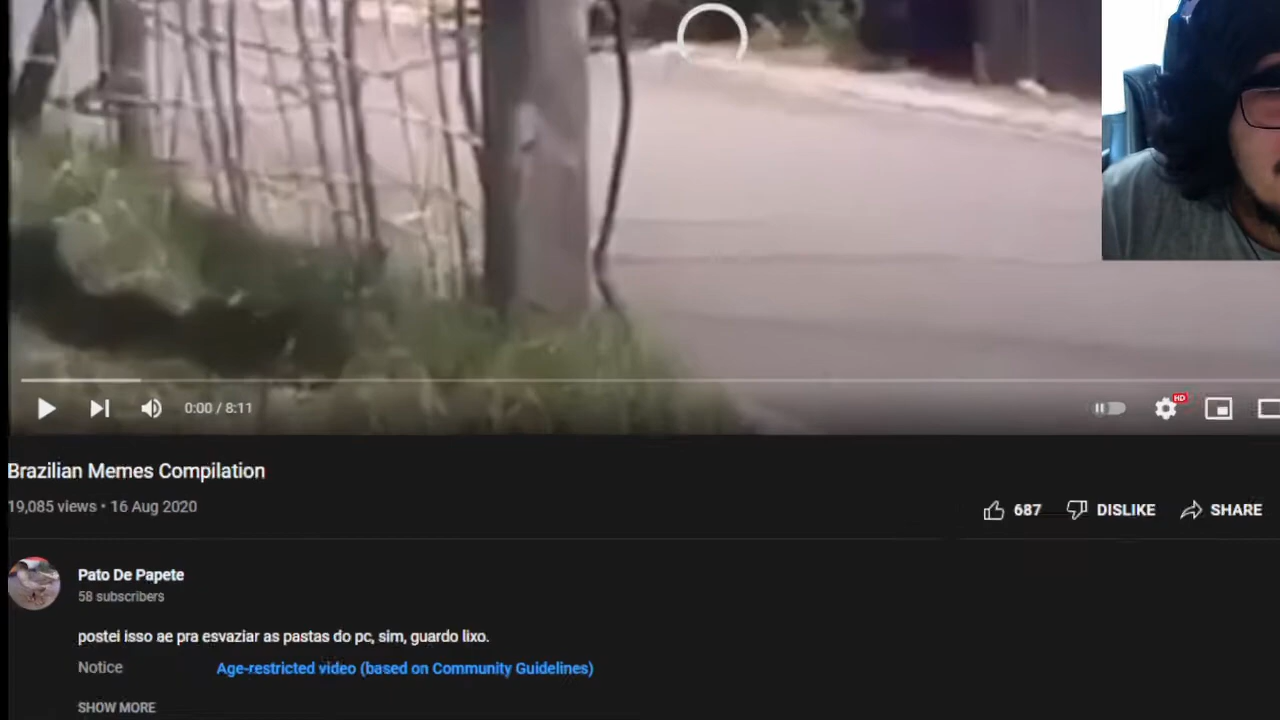 0:00 / 8:11
HD
Brazilian Memes Compilation
19,085 views • 16 Aug 2020
687 DISLIKE SHARE
Pato De Papete
58 subscribers
postei isso ae pra esvaziar as pastas do pc, sim, guardo lixo.
Notice Age-restricted video (based on Community Guidelines)
SHOW MORE